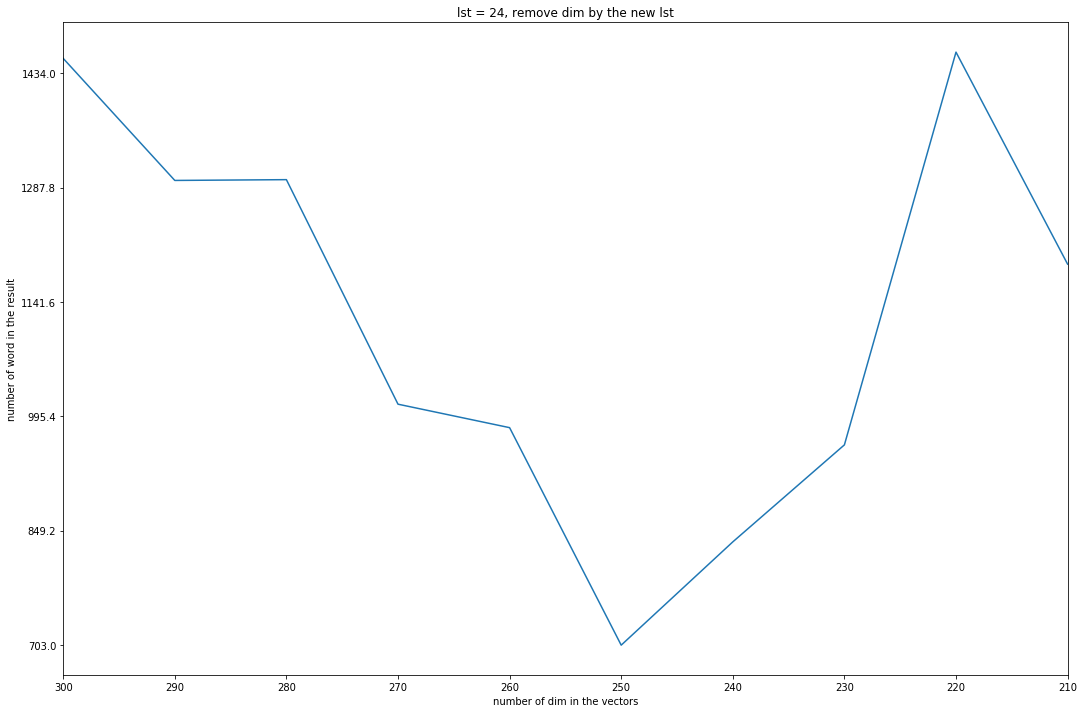 lst = 24, remove dim by the new lst
number of word in the result
1434.0
1287.8
1141.6
995.4
849.2
703.0
300 290 280 270 260 250 240 230 220 210
number of dim in the vectors